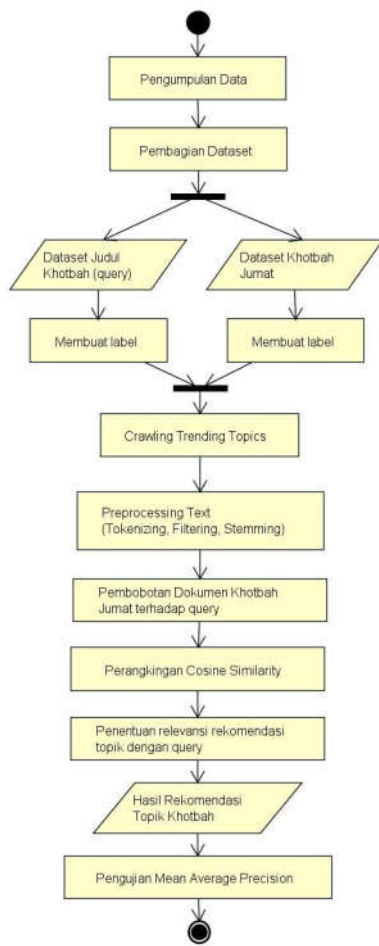 Pengumpulan Data
Pembagian Dataset
Dataset Judul
Khotbah (query)
Dataset Khotbah
Jumat
Membuat label
Membuat label
Crawling Trending Topics
Preprocessing Text
(Tokenizing, Filtering, Stemming)
Pembobotan Dokumen Khotbah
Jumat terhadap query
Perangkingan Cosine Similarity
Penentuan relevansi rekomendasi
topik dengan query
Hasil Rekomendasi
Topik Khotbah
Pengujian Mean Average Precision